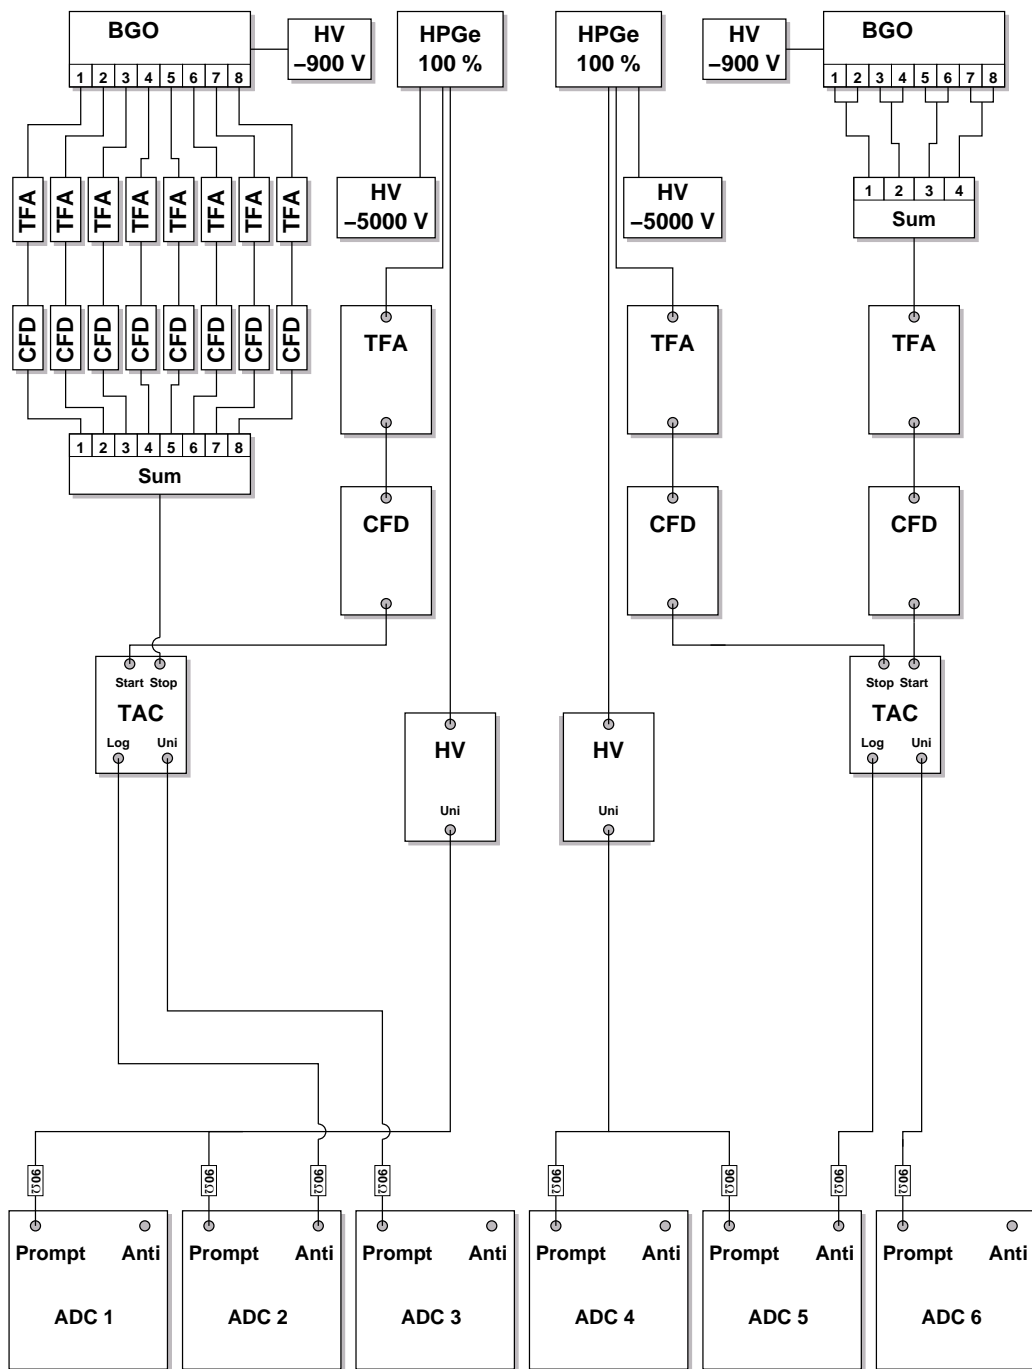 BGO
HV
–900 V
HPGe
100 %
HPGe
100 %
HV
–900 V
BGO
1 2 3 4 5 6 7 8
1 2 3 4 5 6 7 8
HV
–5000 V
HV
–5000 V
1 2 3 4
Sum
TFA TFA TFA TFA TFA TFA TFA TFA
TFA
TFA
TFA
CFD CFD CFD CFD CFD CFD CFD CFD
1 2 3 4 5 6 7 8
Sum
CFD
CFD
CFD
Start Stop
TAC
Log Uni
Stop Start
TAC
Log Uni
HV
Uni
HV
Uni
90Ω 90Ω 90Ω 90Ω 90Ω 90Ω 90Ω 90Ω
Prompt Anti
ADC 1
Prompt Anti
ADC 2
Prompt Anti
ADC 3
Prompt Anti
ADC 4
Prompt Anti
ADC 5
Prompt Anti
ADC 6